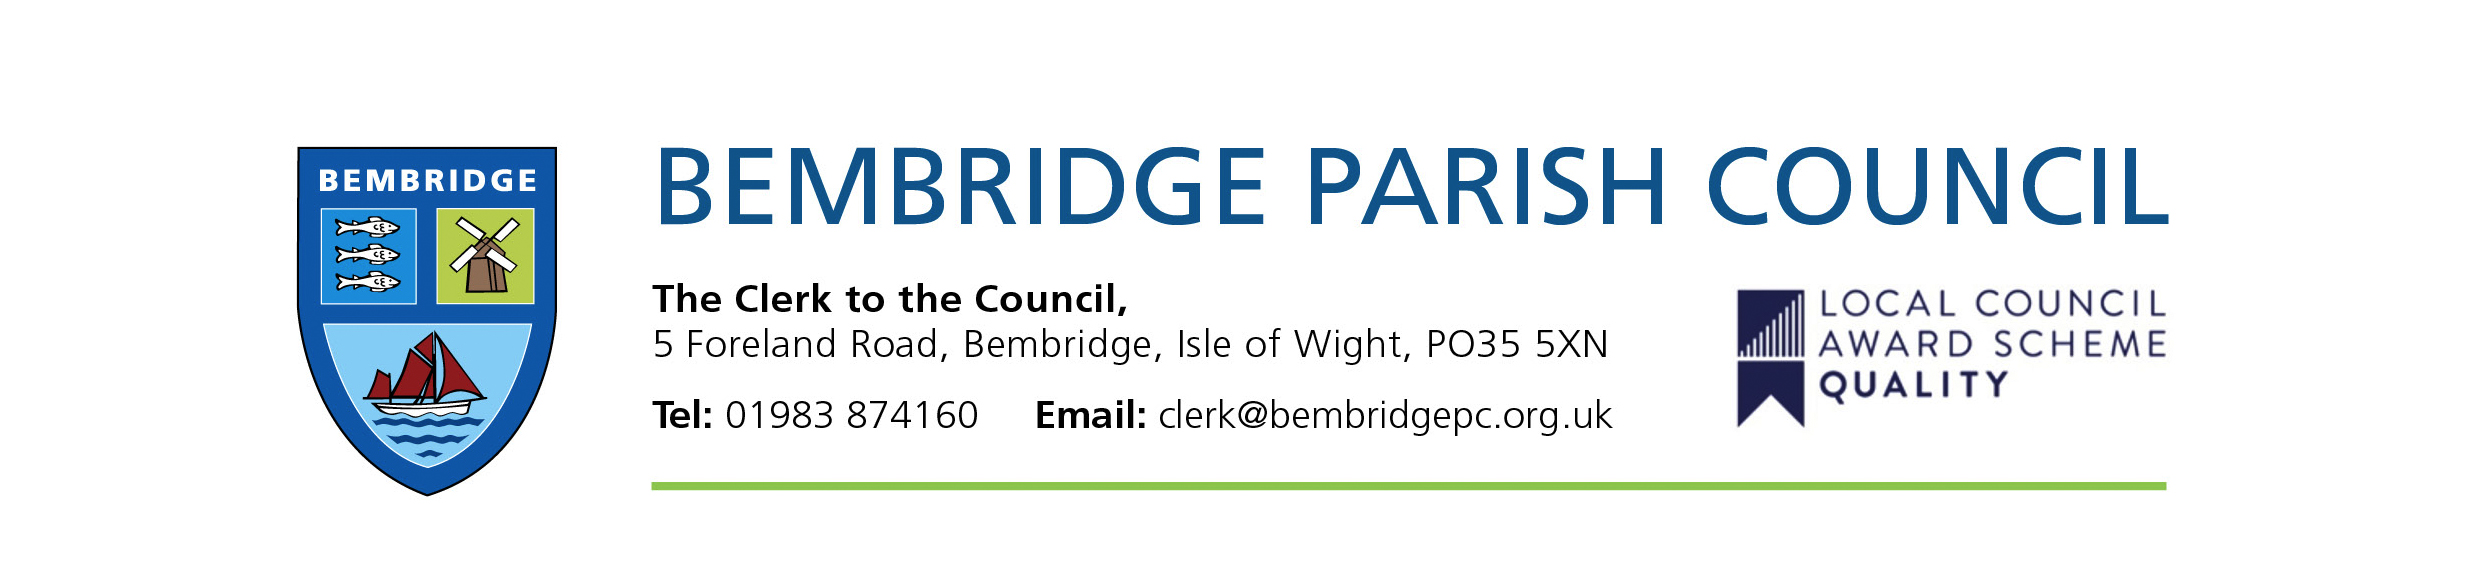 BEMBRIDGE
BEMBRIDGE PARISH COUNCIL
The Clerk to the Council,
5 Foreland Road, Bembridge, Isle of Wight, PO35 5XN
Tel: 01983 874160 Email: clerk@bembridgepc.org.uk
LOCAL COUNCIL
AWARD SCHEME
QUALITY